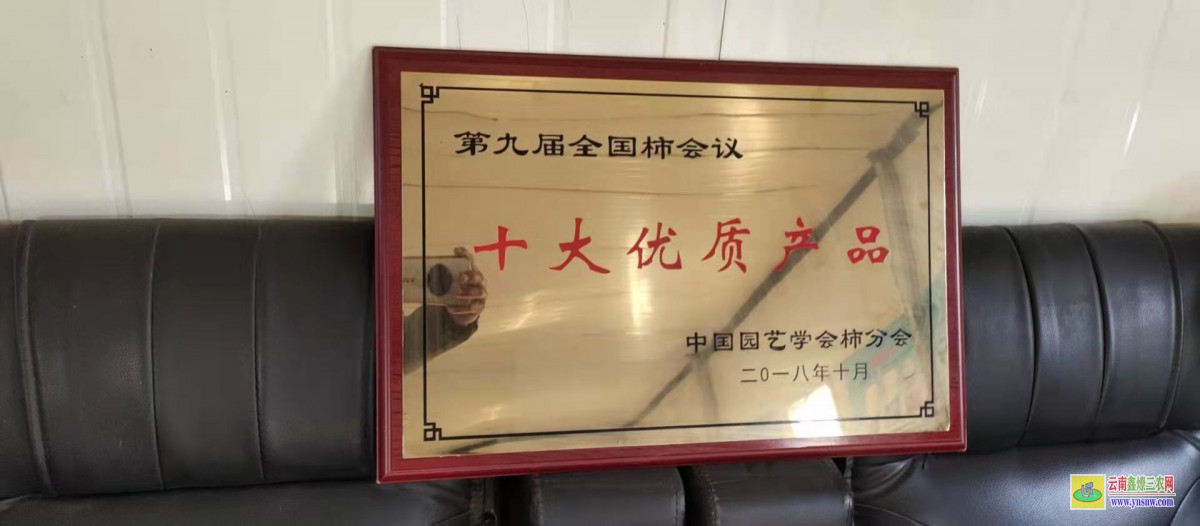 第九届全国柿会议
十大优质产品
中国园艺学会柿分会
二0一八年十月
云南鑫燎三农网
www.ynsnw.com